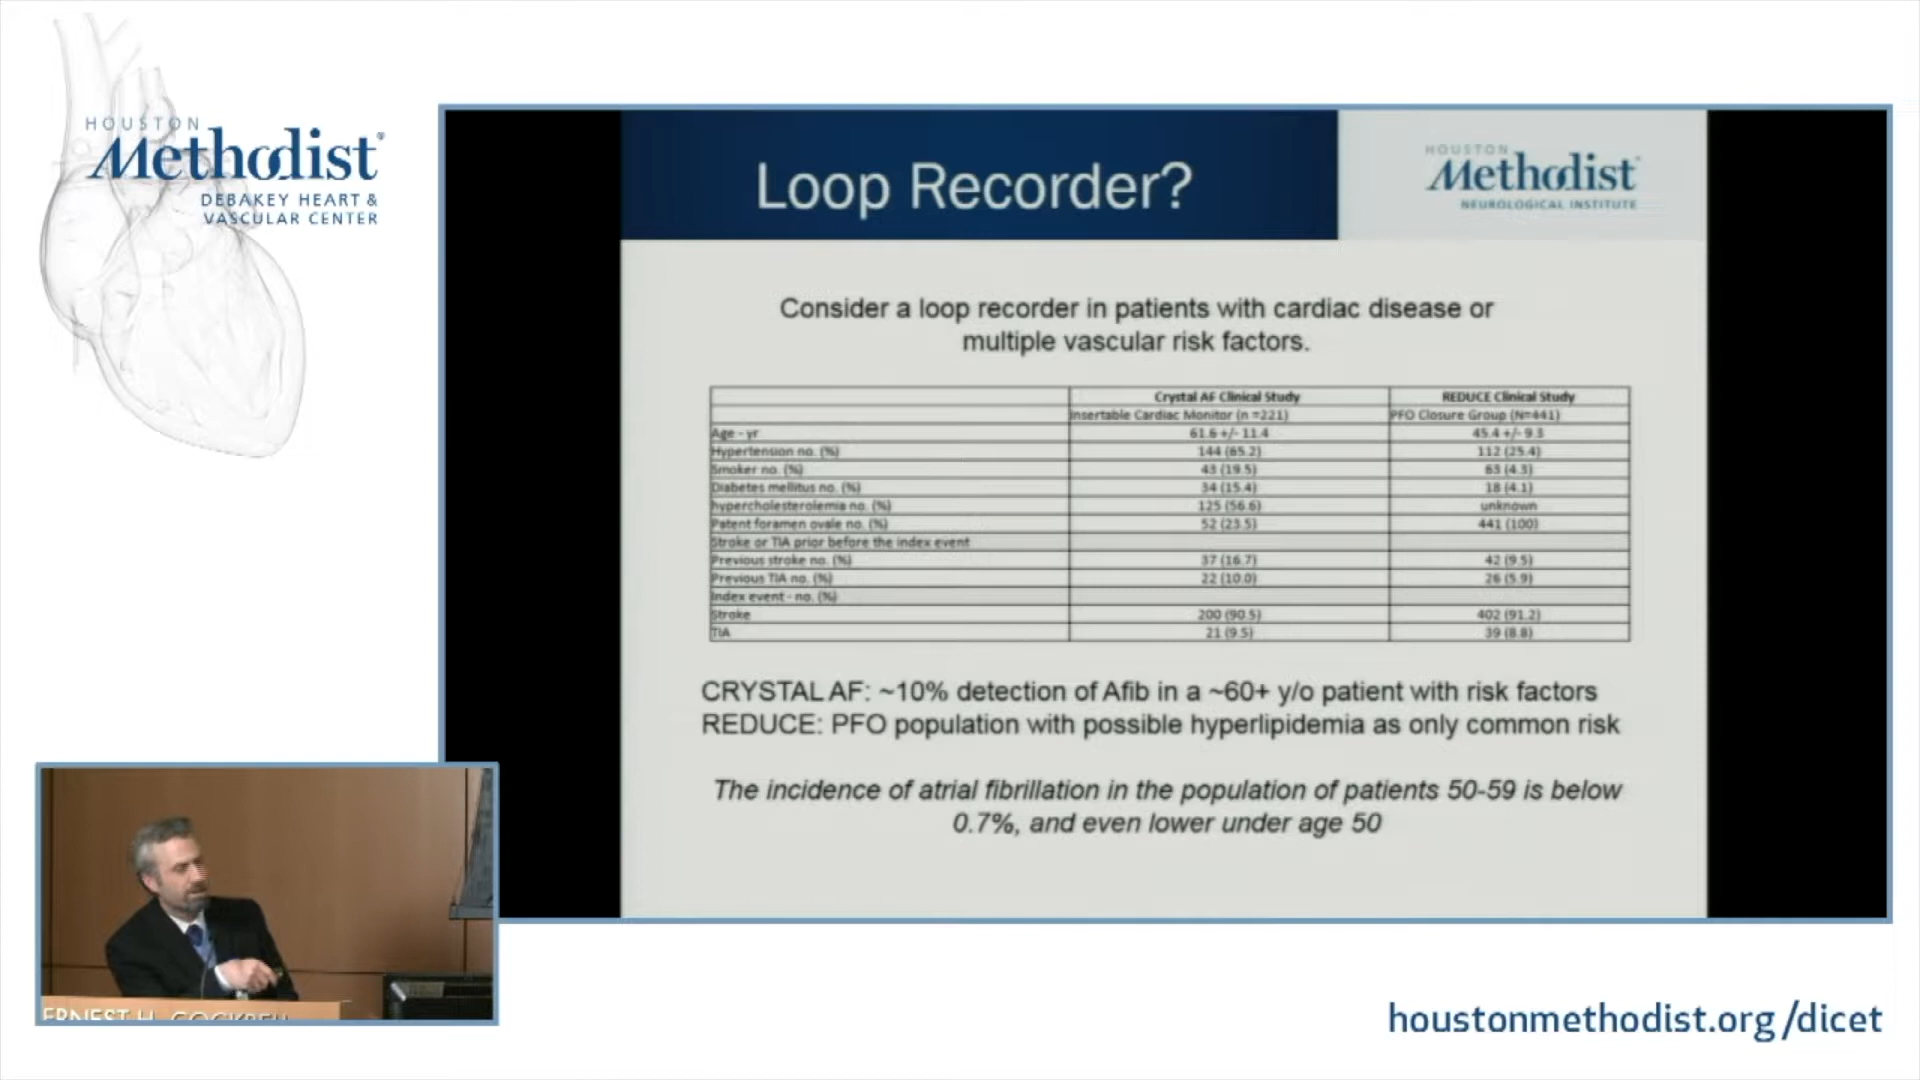 HOUSTON
Methodist
DEBAKEY HEART &
VASCULAR CENTER
Loop Recorder?
HOUSTON
Methodist
NEUROLOGICAL INSTITUTE
Consider a loop recorder in patients with cardiac disease or
multiple vascular risk factors.
Crystal AF Clinical Study REDUCE Clinical Study
Insertable Cardiac Monitor (n =221) PFO Closure Group (N=441)
Age - yr 61.6 +/- 11.4 45.4 +/- 9.3
Hypertension no. (%) 144 (65.2) 112 (25.4)
Smoker no. (%) 43 (19.5) 63 (4.3)
Diabetes mellitus no. (%) 34 (15.4) 18 (4.1)
hypercholesterolemia no. (%) 125 (56.6) unknown
Patent foramen ovale no. (%) 52 (23.5) 441 (100)
Stroke or TIA prior before the index event
Previous stroke no. (%) 37 (16.7) 42 (9.5)
Previous TIA no. (%) 22 (10.0) 26 (5.9)
Index event - no. (%)
Stroke 200 (90.5) 402 (91.2)
TIA 21 (9.5) 39 (8.8)
CRYSTAL AF: ~10% detection of Afib in a ~60+ y/o patient with risk factors
REDUCE: PFO population with possible hyperlipidemia as only common risk
The incidence of atrial fibrillation in the population of patients 50-59 is below
0.7%, and even lower under age 50
ERNEST H. COCKRELL
houstonmethodist.org/dicet